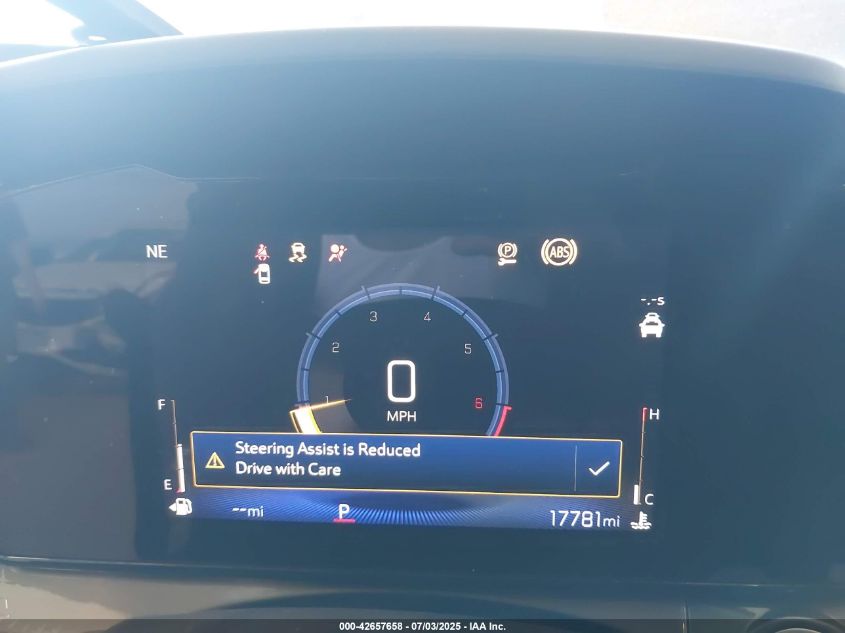 NE
P
ABS
-.-s
3
4
2
5
0
1
6
MPH
F
H
Steering Assist is Reduced
Drive with Care
E
C
--mi
P
17781mi
000-42657658 - 07/03/2025 - IAA Inc.